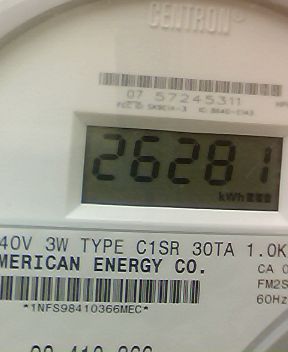 CENTRON®
07 57245311
26281
kWh
40V 3W TYPE C1SR 30TA 1.0K
MERICAN ENERGY CO.
CA 0
FM2S
60Hz
*1NFS98410366MEC*